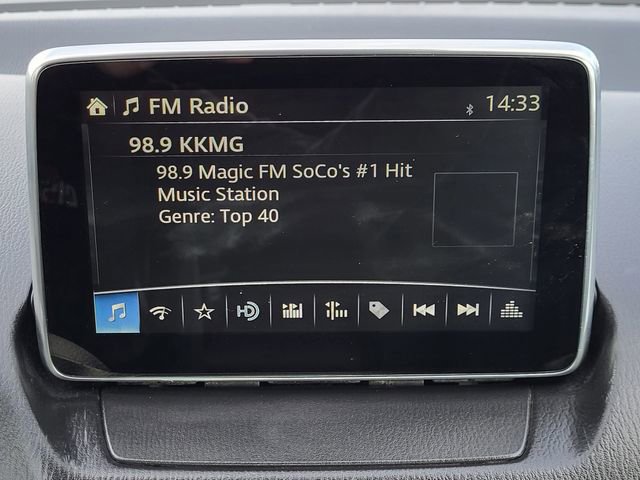 FM Radio 14:33
98.9 KKMG
98.9 Magic FM SoCo's #1 Hit
Music Station
Genre: Top 40
HD